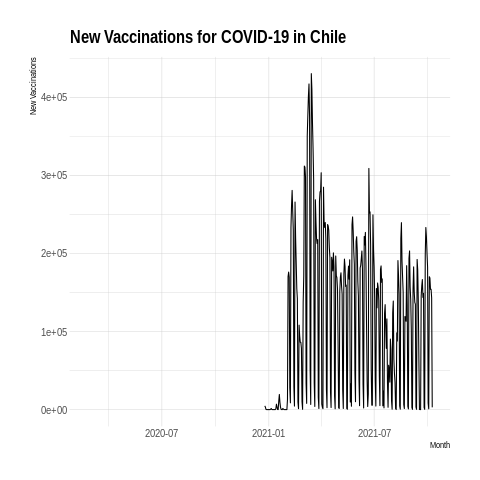 New Vaccinations for COVID-19 in Chile
New Vaccinations
4e+05
3e+05
2e+05
1e+05
0e+00
2020-07
2021-01
2021-07
Month